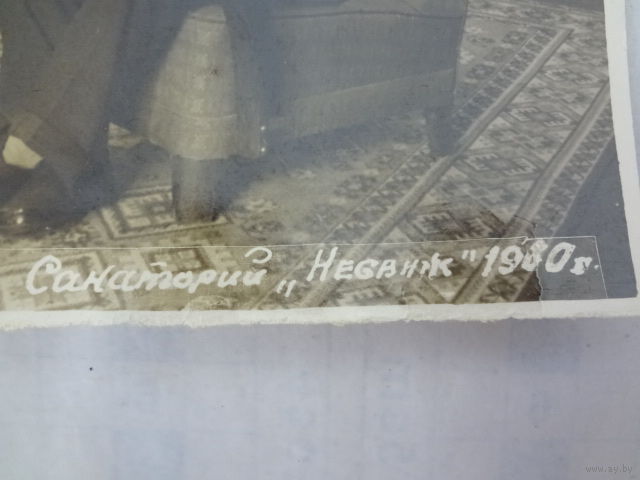 Санаторий „Несвиж" 1960г.
www.ay.by